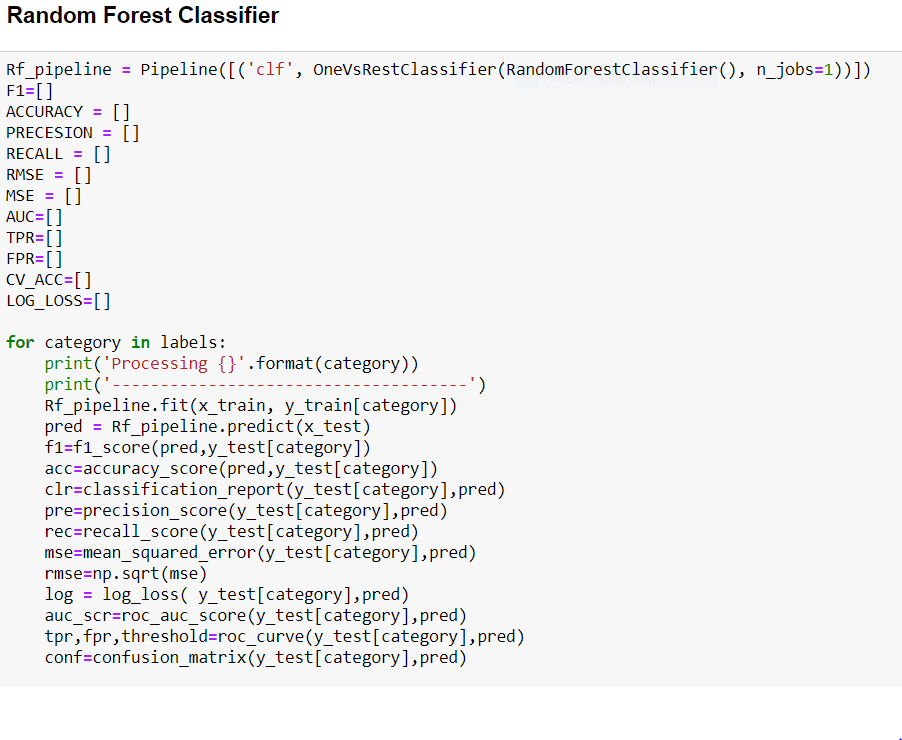 Random Forest Classifier
Rf_pipeline = Pipeline([('clf', OneVsRestClassifier(RandomForestClassifier(), n_jobs=1))])
F1=[]
ACCURACY = []
PRECESION = []
RECALL = []
RMSE = []
MSE = []
AUC=[]
TPR=[]
FPR=[]
CV_ACC=[]
LOG_LOSS=[]
for category in labels:
    print('Processing {}'.format(category))
    print('-------------------------------------')
    Rf_pipeline.fit(x_train, y_train[category])
    pred = Rf_pipeline.predict(x_test)
    f1=f1_score(pred,y_test[category])
    acc=accuracy_score(pred,y_test[category])
    clr=classification_report(y_test[category],pred)
    pre=precision_score(y_test[category],pred)
    rec=recall_score(y_test[category],pred)
    mse=mean_squared_error(y_test[category],pred)
    rmse=np.sqrt(mse)
    log = log_loss( y_test[category],pred)
    auc_scr=roc_auc_score(y_test[category],pred)
    tpr,fpr,threshold=roc_curve(y_test[category],pred)
    conf=confusion_matrix(y_test[category],pred)